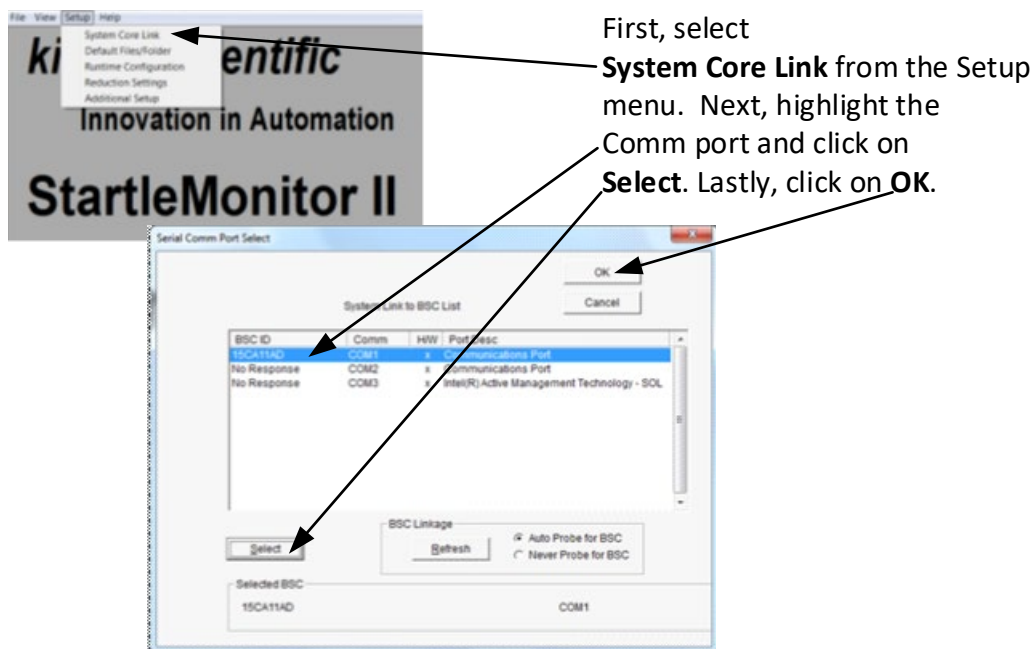 File View Setup Help
System Core Link
Default Files/Folder
Runtime Configuration
Reduction Settings
Additional Setup
ki entific
Innovation in Automation
StartleMonitor II
First, select
System Core Link from the Setup
menu. Next, highlight the
Comm port and click on
Select. Lastly, click on OK.
Serial Comm Port Select
OK
Cancel
System Link to BSC List
BSC ID Comm H/W Port Desc
15CA11AD COM1 x Communications Port
No Response COM2 x Communications Port
No Response COM3 x Intel(R) Active Management Technology - SOL
BSC Linkage
Select
Refresh
Auto Probe for BSC
Never Probe for BSC
Selected BSC
15CA11AD COM1